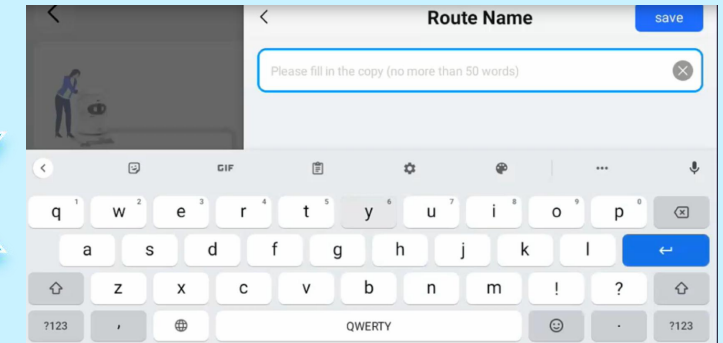 Route Name
save
Please fill in the copy (no more than 50 words)
GIF
q 1 w 2 e 3 r 4 t 5 y 6 u 7 i 8 o 9 p 0
a s d f g h j k l
z x c v b n m ! ?
?123 , QWERTY . ?123